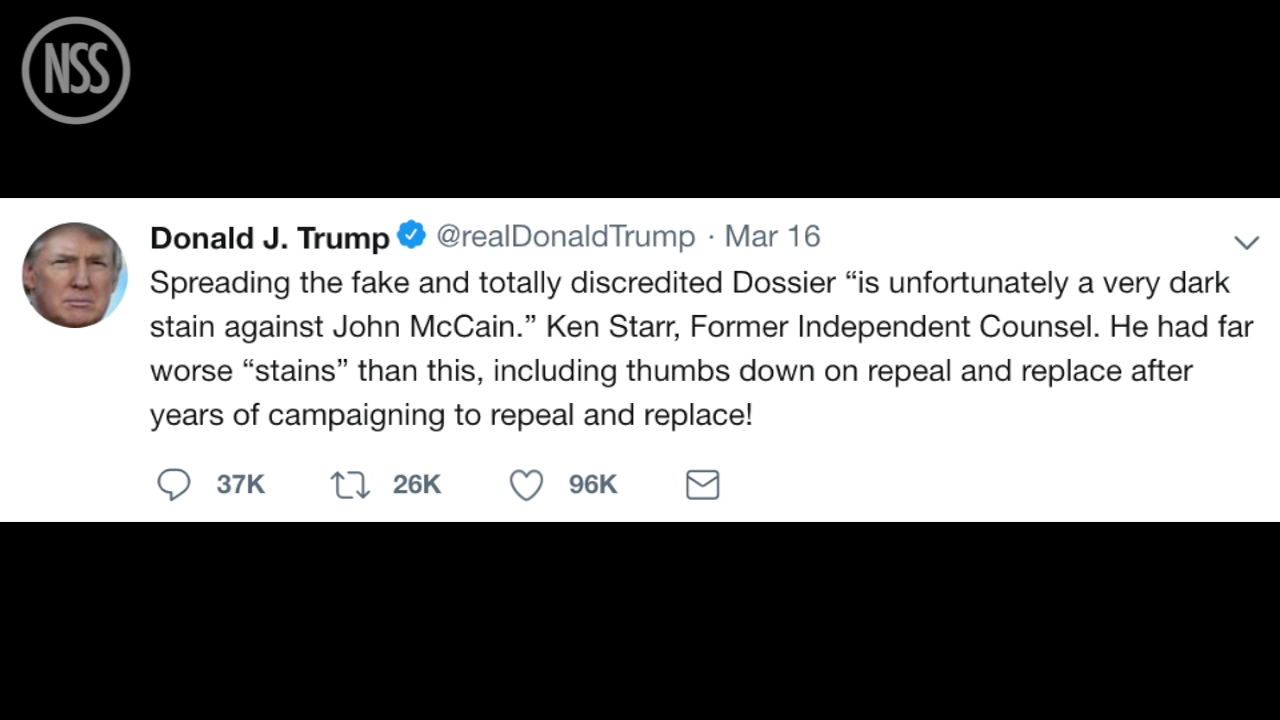 NSS
Donald J. Trump @realDonaldTrump · Mar 16
Spreading the fake and totally discredited Dossier “is unfortunately a very dark
stain against John McCain.” Ken Starr, Former Independent Counsel. He had far
worse “stains” than this, including thumbs down on repeal and replace after
years of campaigning to repeal and replace!
37K 26K 96K